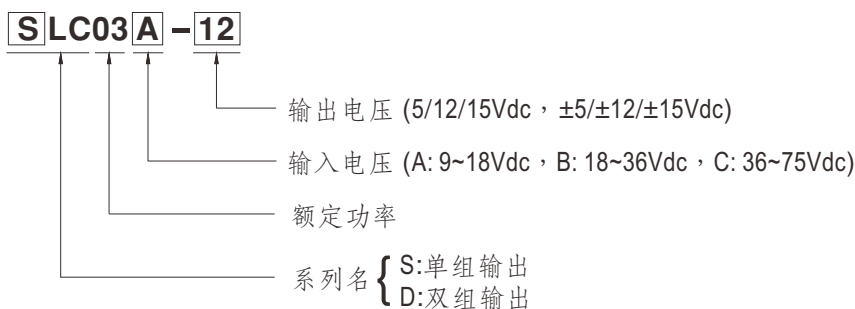 SLC03A-12
输出电压 (5/12/15Vdc，±5/±12/±15Vdc)
输入电压 (A: 9~18Vdc，B: 18~36Vdc，C: 36~75Vdc)
额定功率
系列名{ S:单组输出
D:双组输出